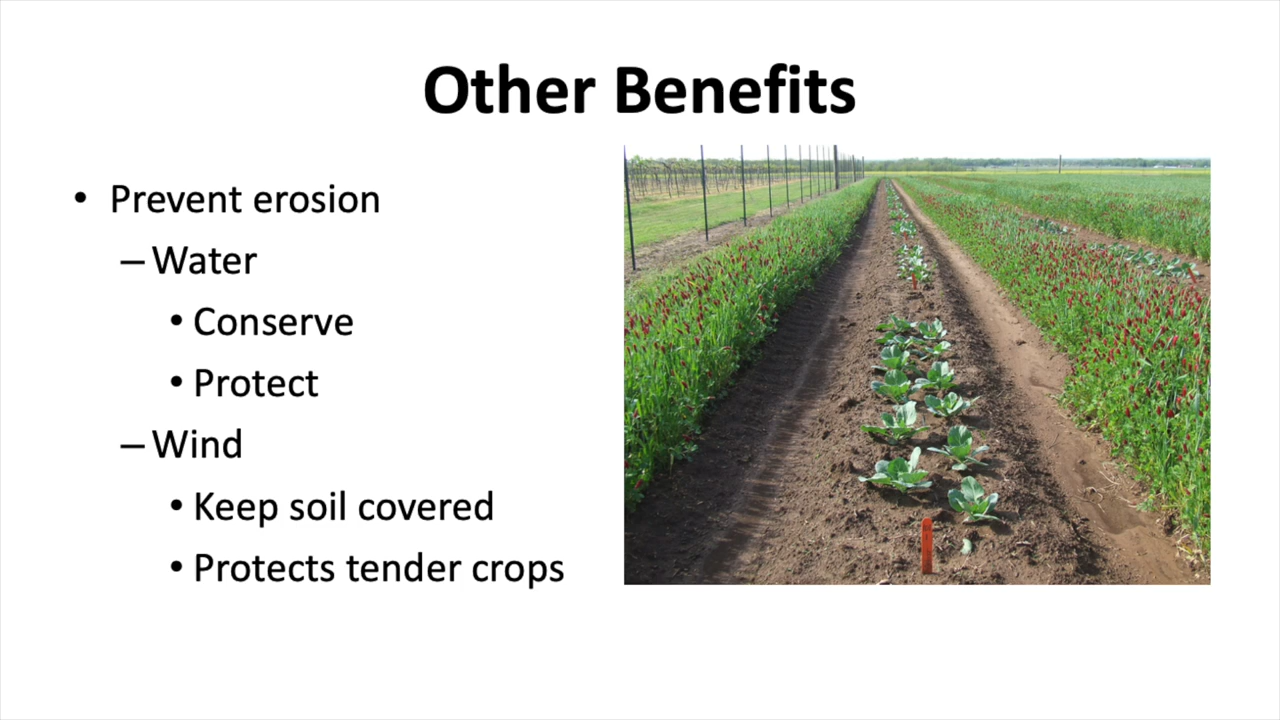 Other Benefits
• Prevent erosion
– Water
• Conserve
• Protect
– Wind
• Keep soil covered
• Protects tender crops